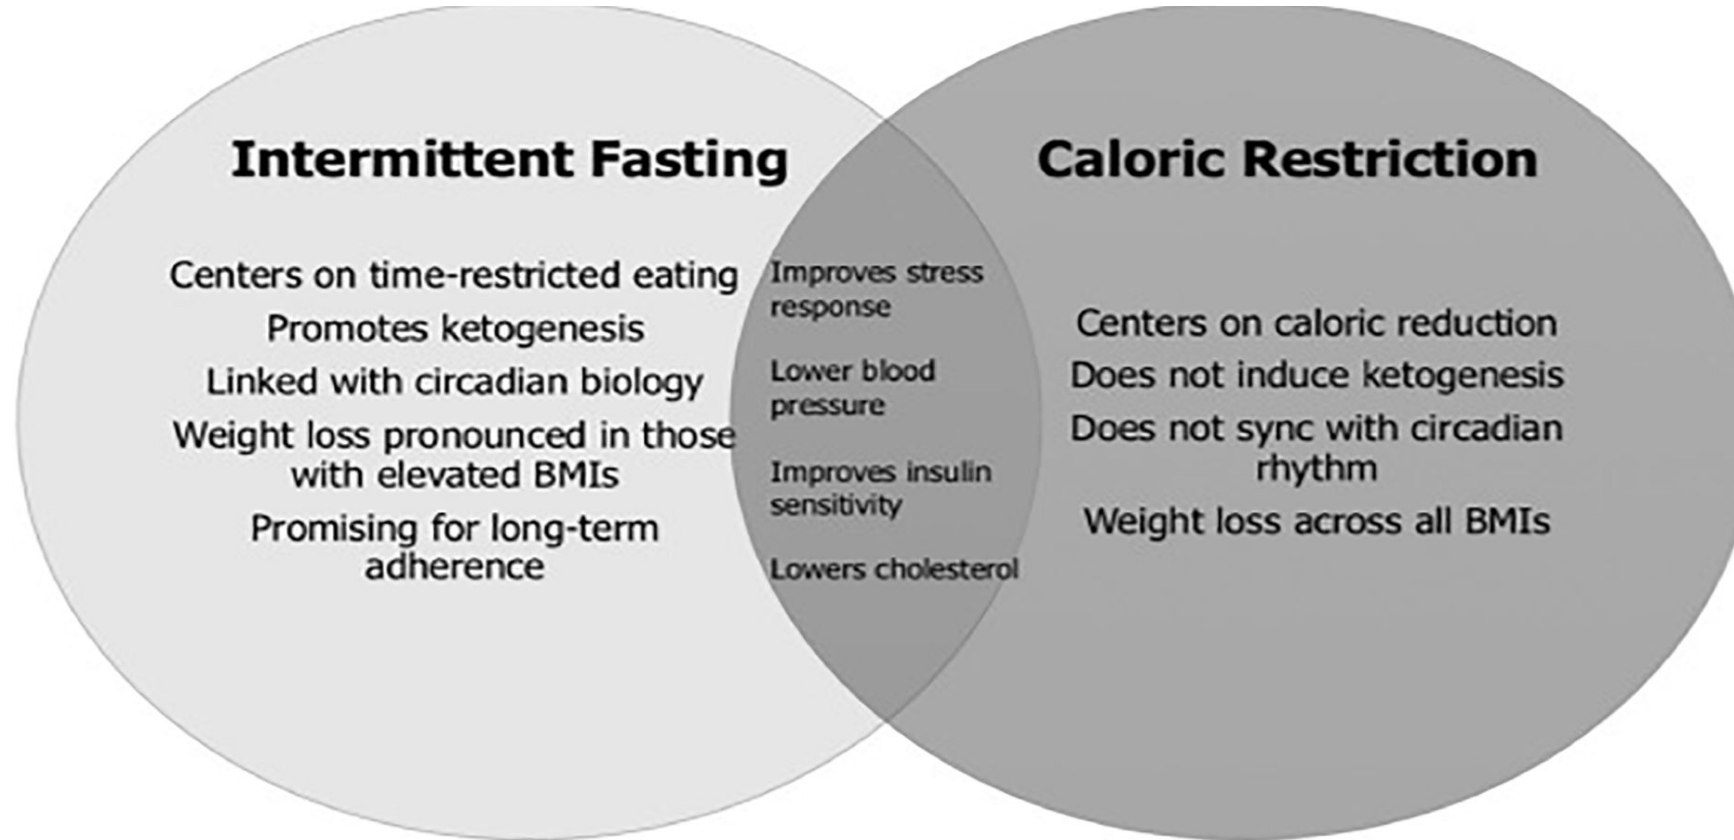 Intermittent Fasting
Centers on time-restricted eating
Promotes ketogenesis
Linked with circadian biology
Weight loss pronounced in those
with elevated BMIs
Promising for long-term
adherence
Improves stress
response
Lower blood
pressure
Improves insulin
sensitivity
Lowers cholesterol
Caloric Restriction
Centers on caloric reduction
Does not induce ketogenesis
Does not sync with circadian
rhythm
Weight loss across all BMIs